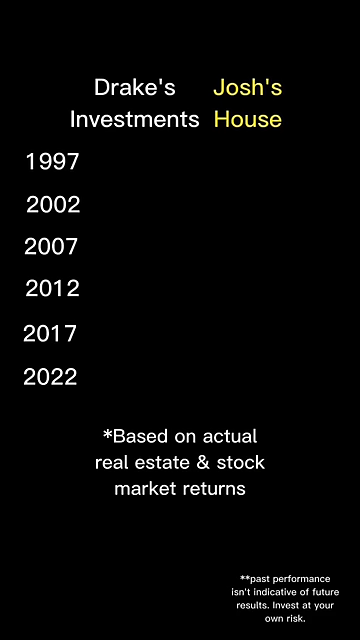 Drake's Josh's
Investments House
1997
2002
2007
2012
2017
2022
*Based on actual
real estate & stock
market returns
**past performance
isn't indicative of future
results. Invest at your
own risk.